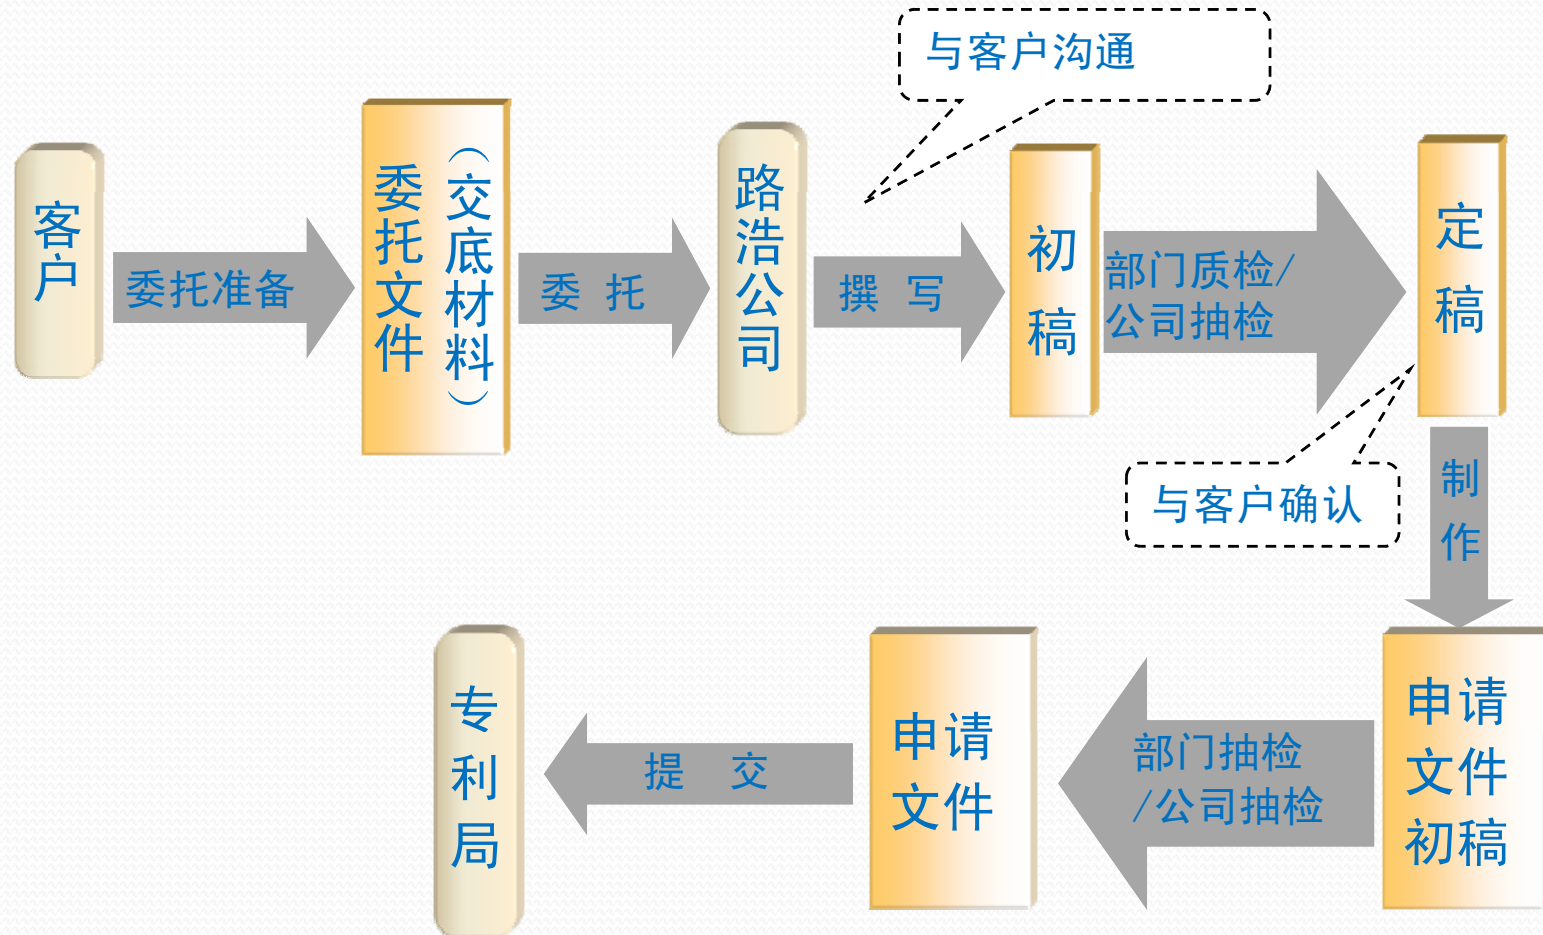 与客户沟通
客户
委托准备
委托文件
（交底材料）
委 托
路浩公司
撰 写
初稿
部门质检/
公司抽检
定稿
与客户确认
制作
申请
文件
初稿
部门抽检
/公司抽检
申请
文件
提 交
专利局